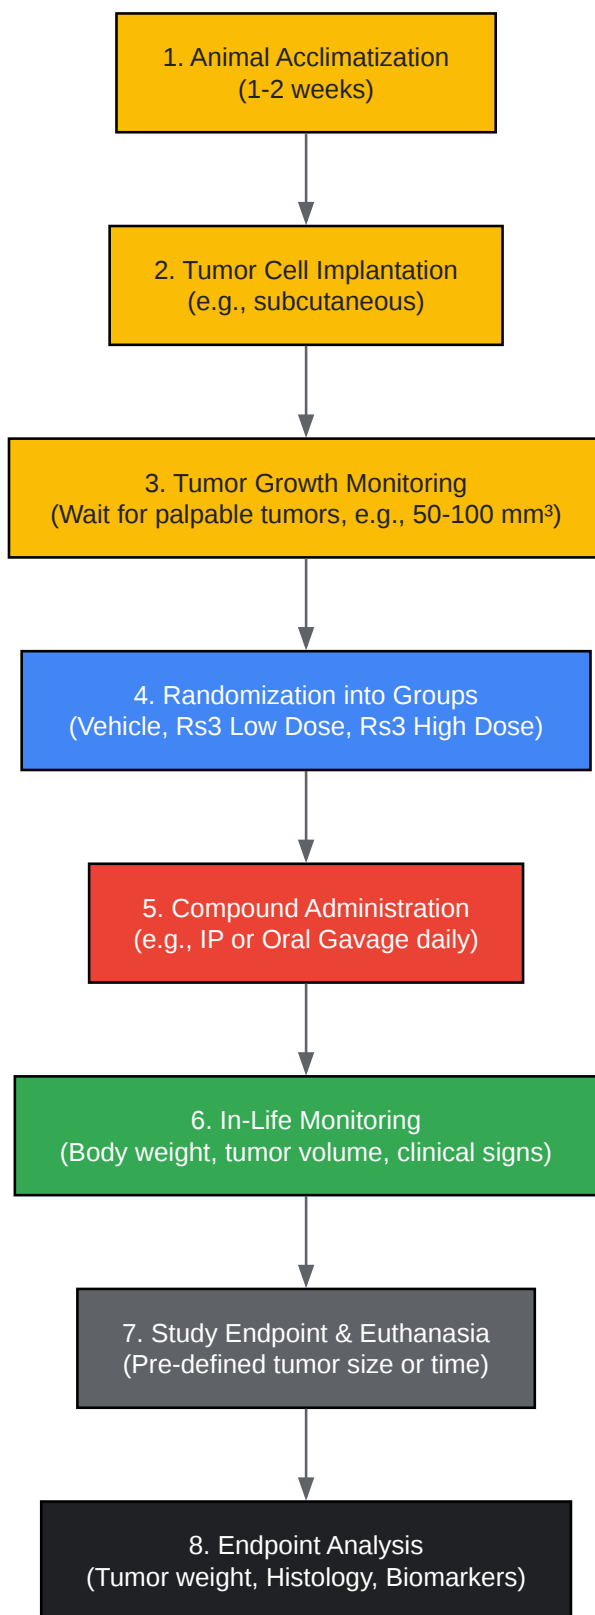 1. Animal Acclimatization
(1-2 weeks)
2. Tumor Cell Implantation
(e.g., subcutaneous)
3. Tumor Growth Monitoring
(Wait for palpable tumors, e.g., 50-100 mm³)
4. Randomization into Groups
(Vehicle, Rs3 Low Dose, Rs3 High Dose)
5. Compound Administration
(e.g., IP or Oral Gavage daily)
6. In-Life Monitoring
(Body weight, tumor volume, clinical signs)
7. Study Endpoint & Euthanasia
(Pre-defined tumor size or time)
8. Endpoint Analysis
(Tumor weight, Histology, Biomarkers)